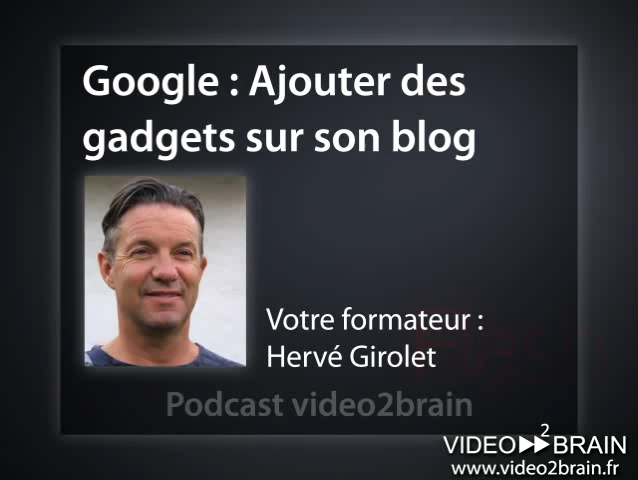 Google : Ajouter des
gadgets sur son blog
Votre formateur :
Hervé Girolet
Podcast video2brain
VIDEO2BRAIN
www.video2brain.fr